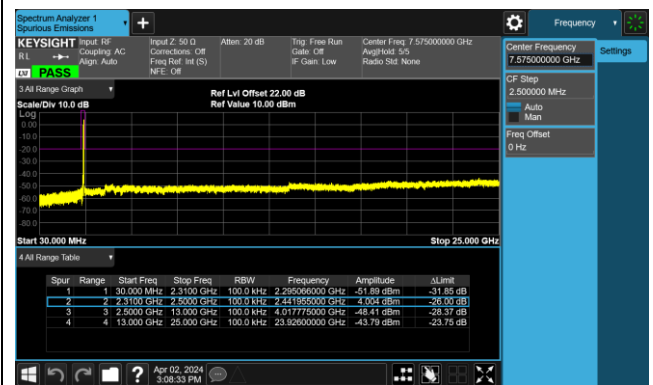 Spectrum Analyzer 1
Spurious Emissions
Frequency
KEYSIGHT
RL
Input: RF
Coupling: AC
Align: Auto
Input Z: 50 Ω
Corrections: Off
Freq Ref: Int (S)
NFE: Off
Atten: 20 dB
Trig: Free Run
Gate: Off
IF Gain: Low
Center Freq: 7.575000000 GHz
Avg|Hold: 5/5
Radio Std: None
LXI PASS
3 All Range Graph
Scale/Div 10.0 dB
Ref Lvl Offset 22.00 dB
Ref Value 10.00 dBm
Log
0.00
-10.0
-20.0
-30.0
-40.0
-50.0
-60.0
-70.0
-80.0
Start 30.000 MHz
Stop 25.000 GHz
4 All Range Table
Spur Range Start Freq Stop Freq RBW Frequency Amplitude ΔLimit
1 1 30.000 MHz 2.3100 GHz 100.0 kHz 2.295066000 GHz -51.89 dBm -31.85 dB
2 2 2.3100 GHz 2.5000 GHz 100.0 kHz 2.441955000 GHz 4.004 dBm -26.00 dB
3 3 2.5000 GHz 13.000 GHz 100.0 kHz 4.017775000 GHz -48.41 dBm -28.37 dB
4 4 13.000 GHz 25.000 GHz 100.0 kHz 23.92600000 GHz -43.79 dBm -23.75 dB
Center Frequency
7.575000000 GHz
CF Step
2.500000 MHz
Auto
Man
Freq Offset
0 Hz
Settings
Apr 02, 2024
3:08:33 PM